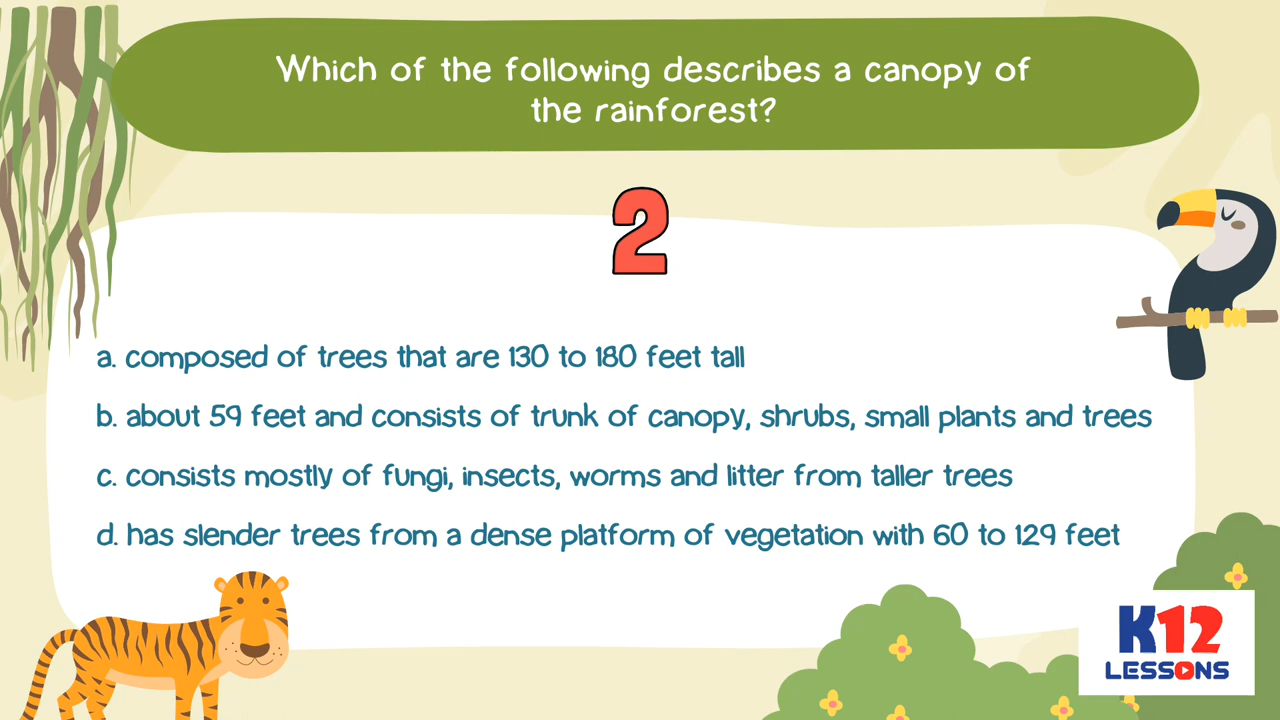 Which of the following describes a canopy of
the rainforest?
2
a. composed of trees that are 130 to 180 feet tall
b. about 59 feet and consists of trunk of canopy, shrubs, small plants and trees
c. consists mostly of fungi, insects, worms and litter from taller trees
d. has slender trees from a dense platform of vegetation with 60 to 129 feet
K12
LESSONS